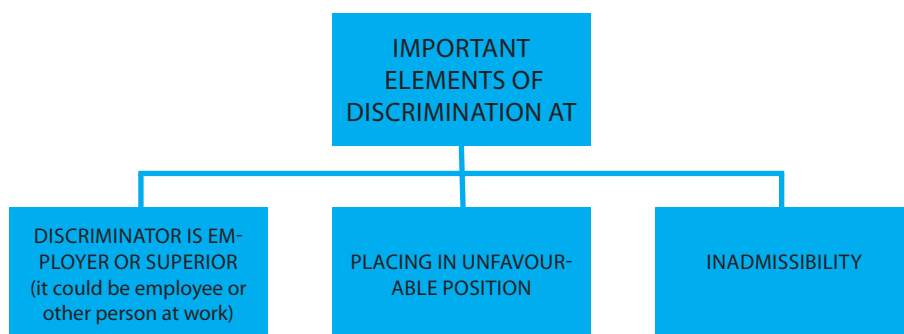 IMPORTANT
ELEMENTS OF
DISCRIMINATION AT
DISCRIMINATOR IS EM-
PLOYER OR SUPERIOR
(it could be employee or
other person at work)
PLACING IN UNFAVOUR-
ABLE POSITION
INADMISSIBILITY